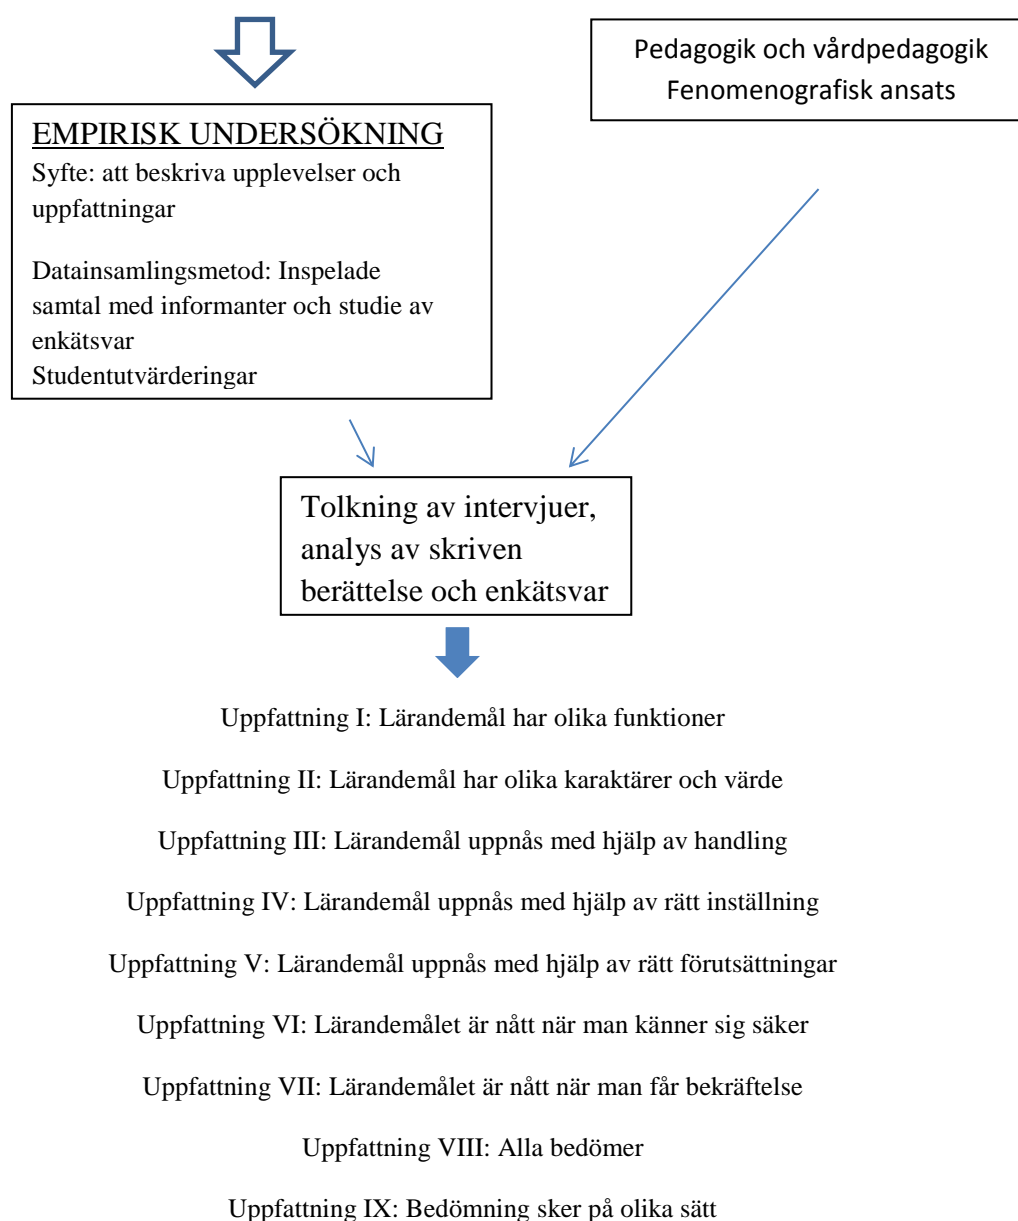 Pedagogik och vårdpedagogik
Fenomenografisk ansats
EMPIRISK UNDERSÖKNING
Syfte: att beskriva upplevelser och
uppfattningar
Datainsamlingsmetod: Inspelade
samtal med informanter och studie av
enkätsvar
Studentutvärderingar
Tolkning av intervjuer,
analys av skriven
berättelse och enkätsvar
Uppfattning I: Lärandemål har olika funktioner
Uppfattning II: Lärandemål har olika karaktärer och värde
Uppfattning III: Lärandemål uppnås med hjälp av handling
Uppfattning IV: Lärandemål uppnås med hjälp av rätt inställning
Uppfattning V: Lärandemål uppnås med hjälp av rätt förutsättningar
Uppfattning VI: Lärandemålet är nått när man känner sig säker
Uppfattning VII: Lärandemålet är nått när man får bekräftelse
Uppfattning VIII: Alla bedömer
Uppfattning IX: Bedömning sker på olika sätt